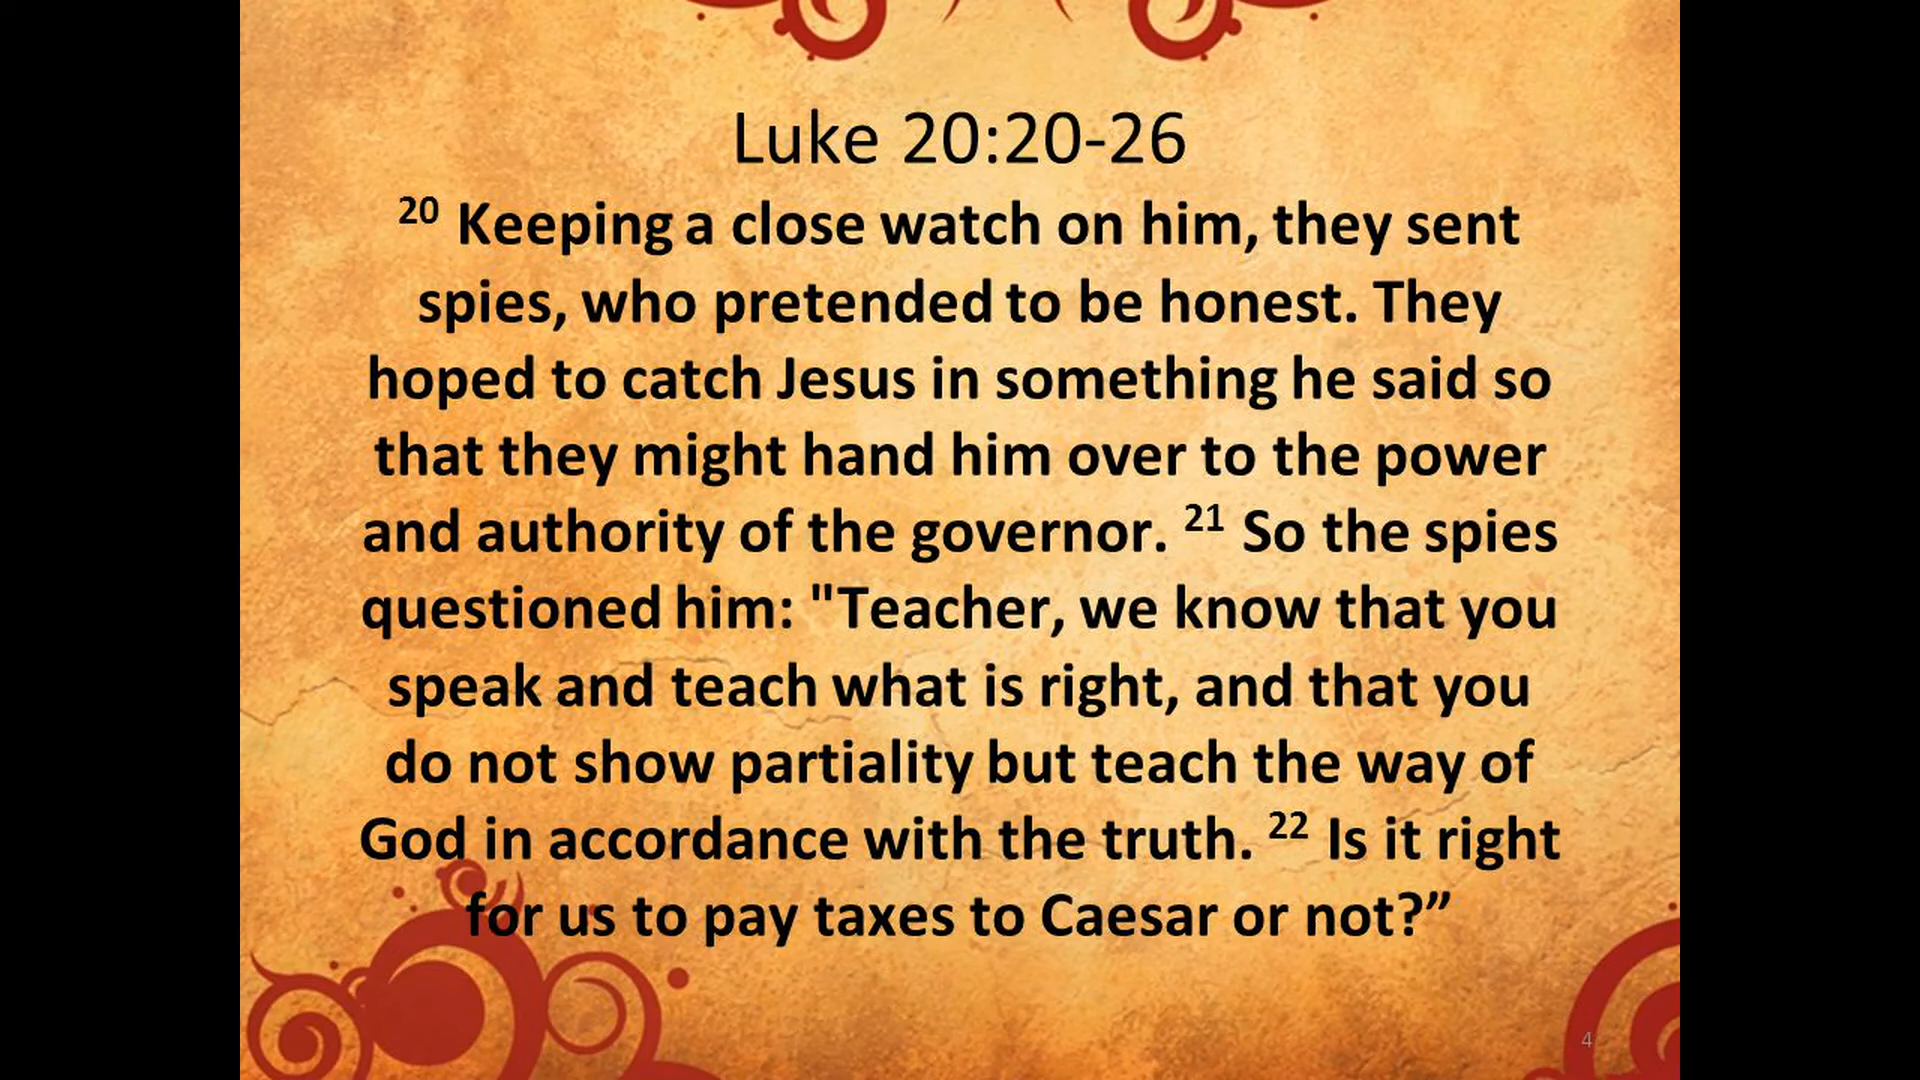 Luke 20:20-26
20 Keeping a close watch on him, they sent
spies, who pretended to be honest. They
hoped to catch Jesus in something he said so
that they might hand him over to the power
and authority of the governor. 21 So the spies
questioned him: "Teacher, we know that you
speak and teach what is right, and that you
do not show partiality but teach the way of
God in accordance with the truth. 22 Is it right
for us to pay taxes to Caesar or not?”
4